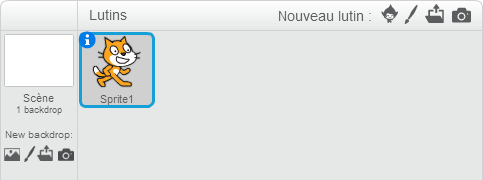 Lutins
Nouveau lutin :
i
Sprite1
Scène
1 backdrop
New backdrop: